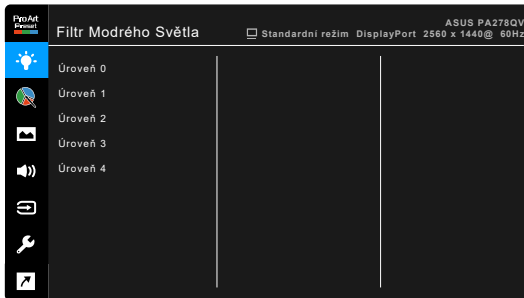 ProArt
Preset
Filtr Modrého Světla
ASUS PA278QV
Standardní režim DisplayPort 2560 x 1440@ 60Hz
Úroveň 0
Úroveň 1
Úroveň 2
Úroveň 3
Úroveň 4